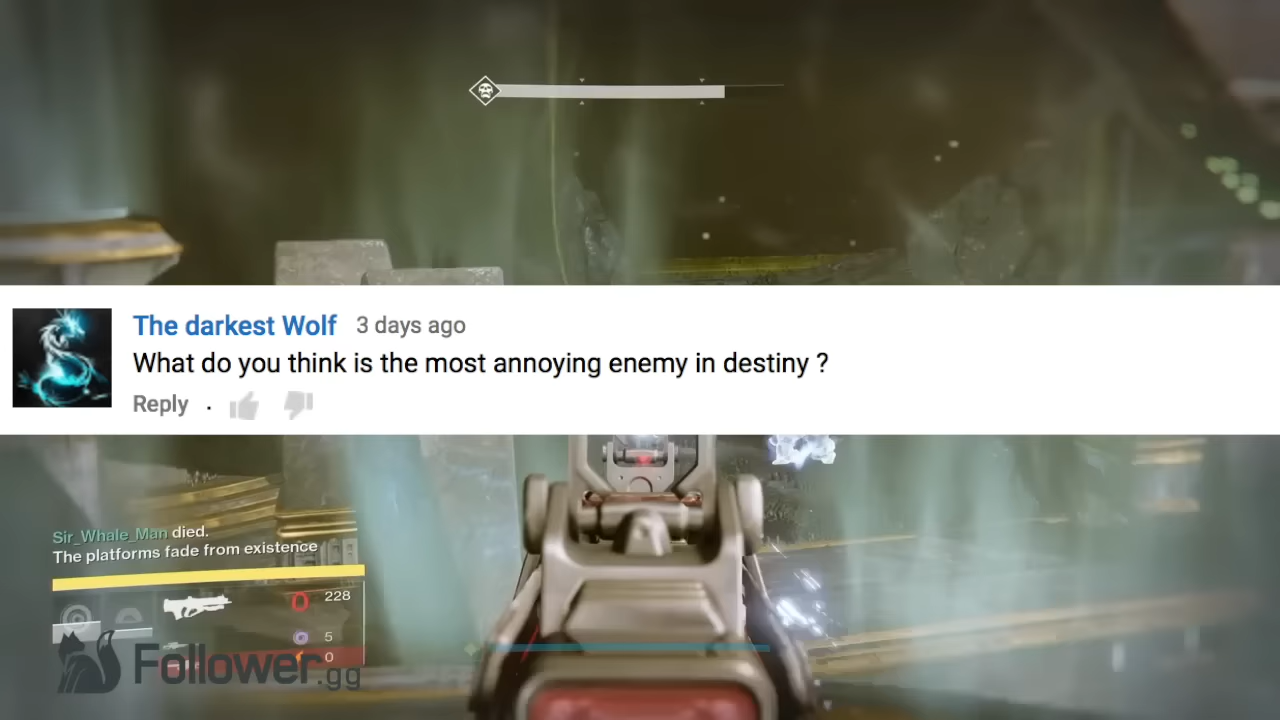 The darkest Wolf 3 days ago
What do you think is the most annoying enemy in destiny ?
Reply .
Sir_Whale_Man died.
The platforms fade from existence
0 228
5
0
Follower.gg